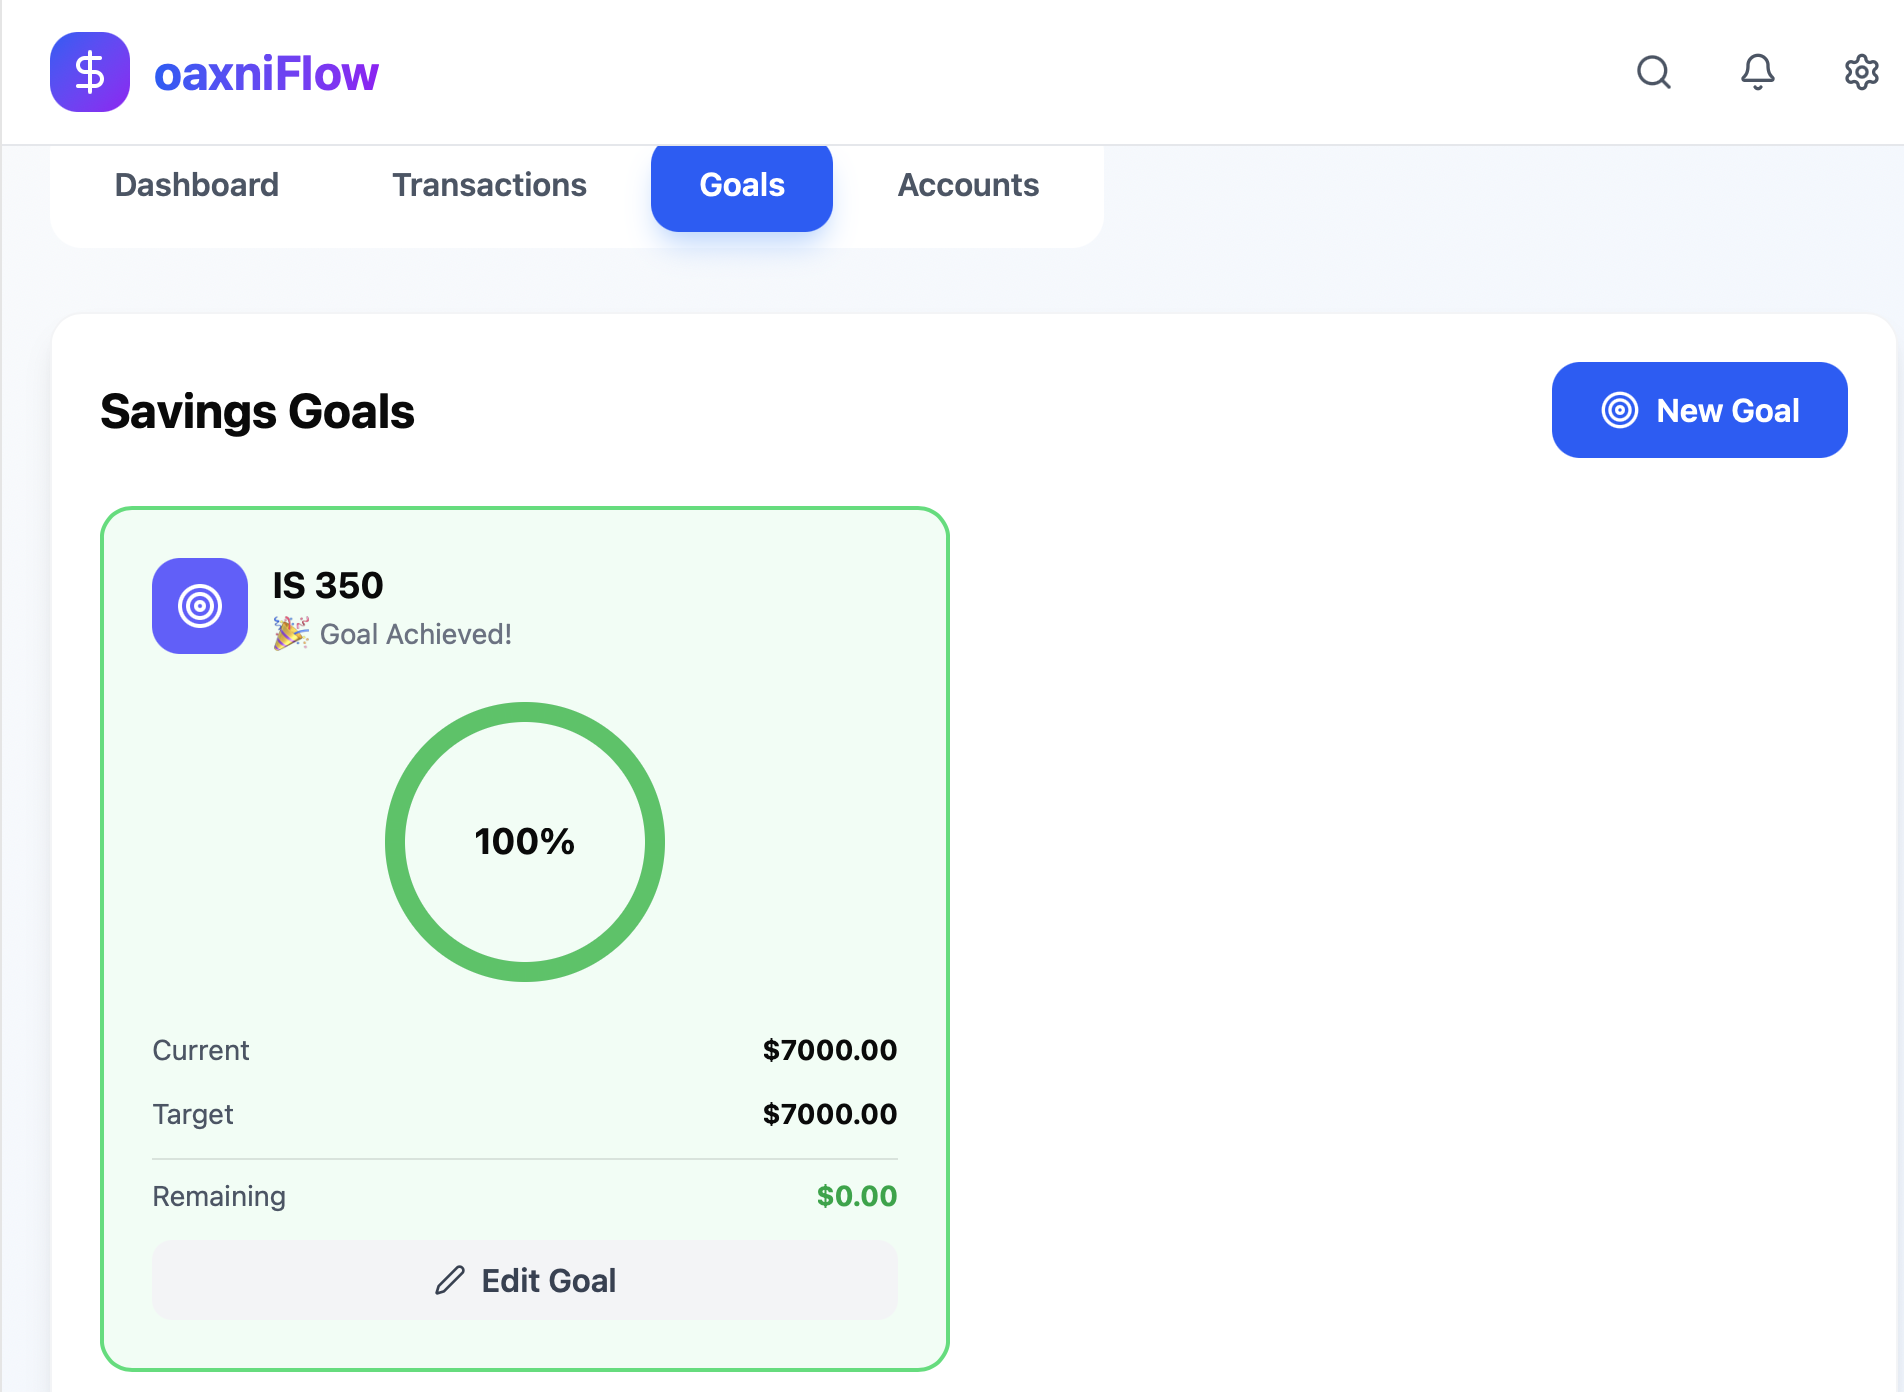 $ oaxniFlow
Dashboard Transactions Goals Accounts
Savings Goals
New Goal
IS 350
🎉 Goal Achieved!
100%
Current $7000.00
Target $7000.00
Remaining $0.00
Edit Goal